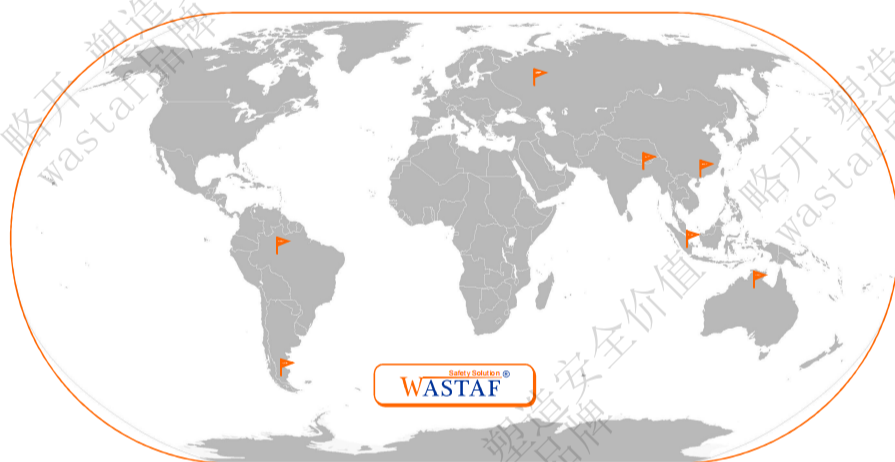 略开 塑造
wastaf品牌
略开 塑造
wastaf
塑造安全价值
品牌
Safety Solution ®
WASTAF